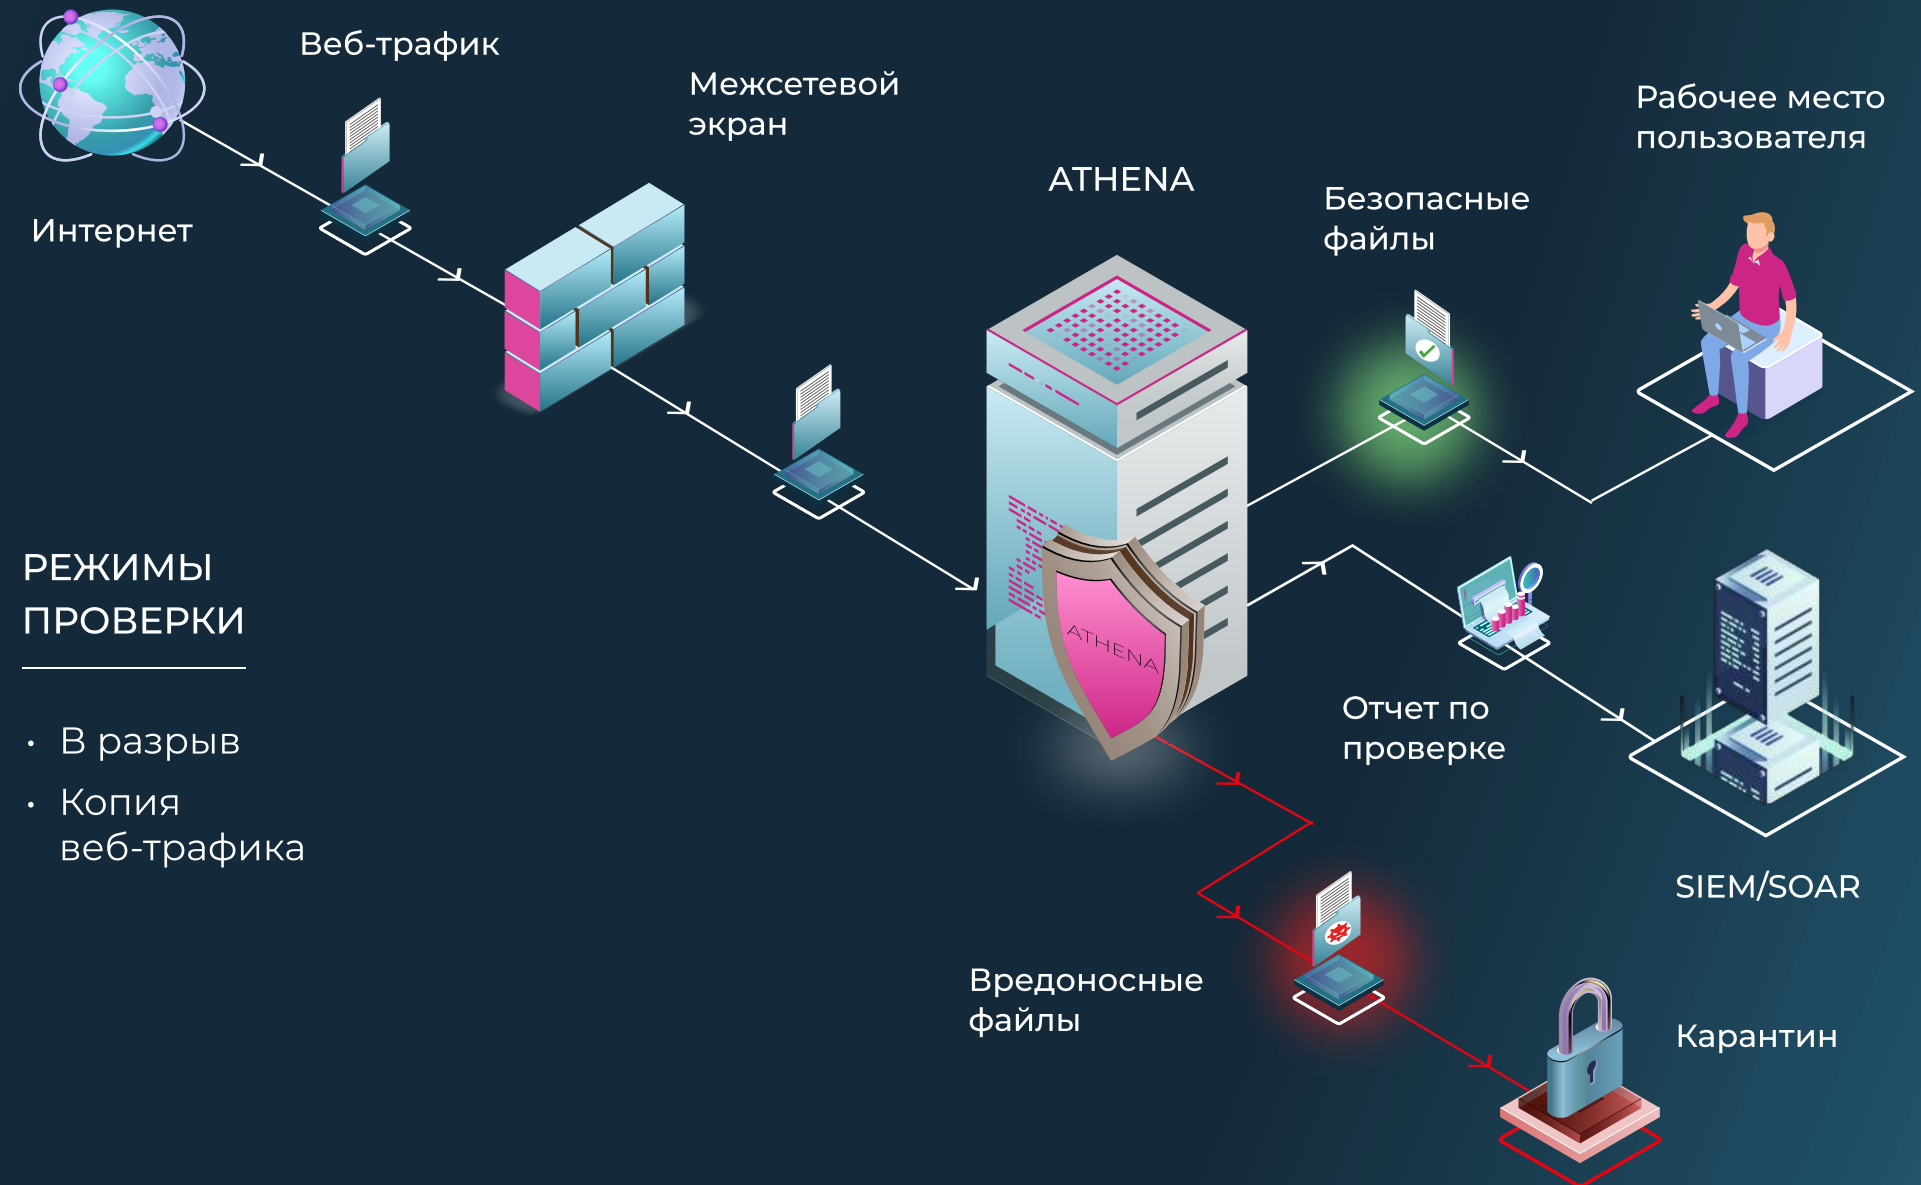 Веб-трафик
Межсетевой
экран
Рабочее место
пользователя
ATHENA
Безопасные
файлы
Интернет
РЕЖИМЫ
ПРОВЕРКИ
• В разрыв
• Копия
веб-трафика
ATHENA
Отчет по
проверке
SIEM/SOAR
Вредоносные
файлы
Карантин